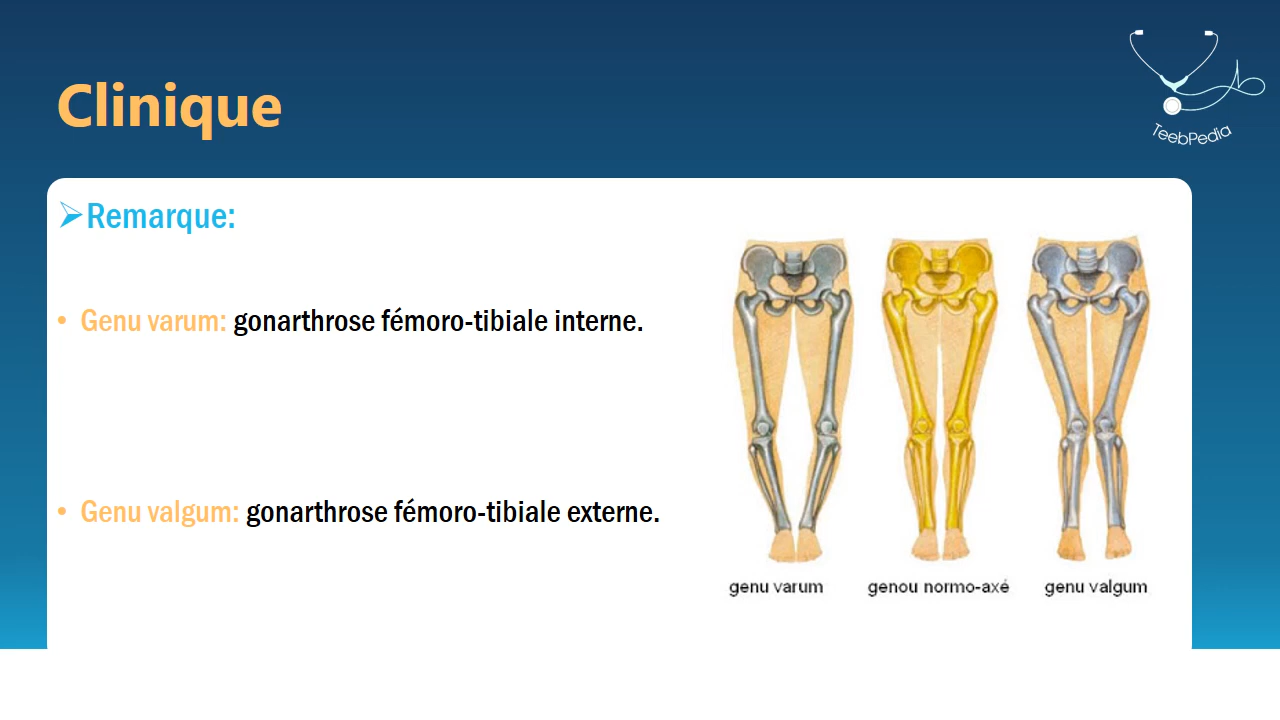 Clinique
TeebPedia
Remarque:
Genu varum: gonarthrose fémoro-tibiale interne.
Genu valgum: gonarthrose fémoro-tibiale externe.
genu varum
genou normo-axé
genu valgum